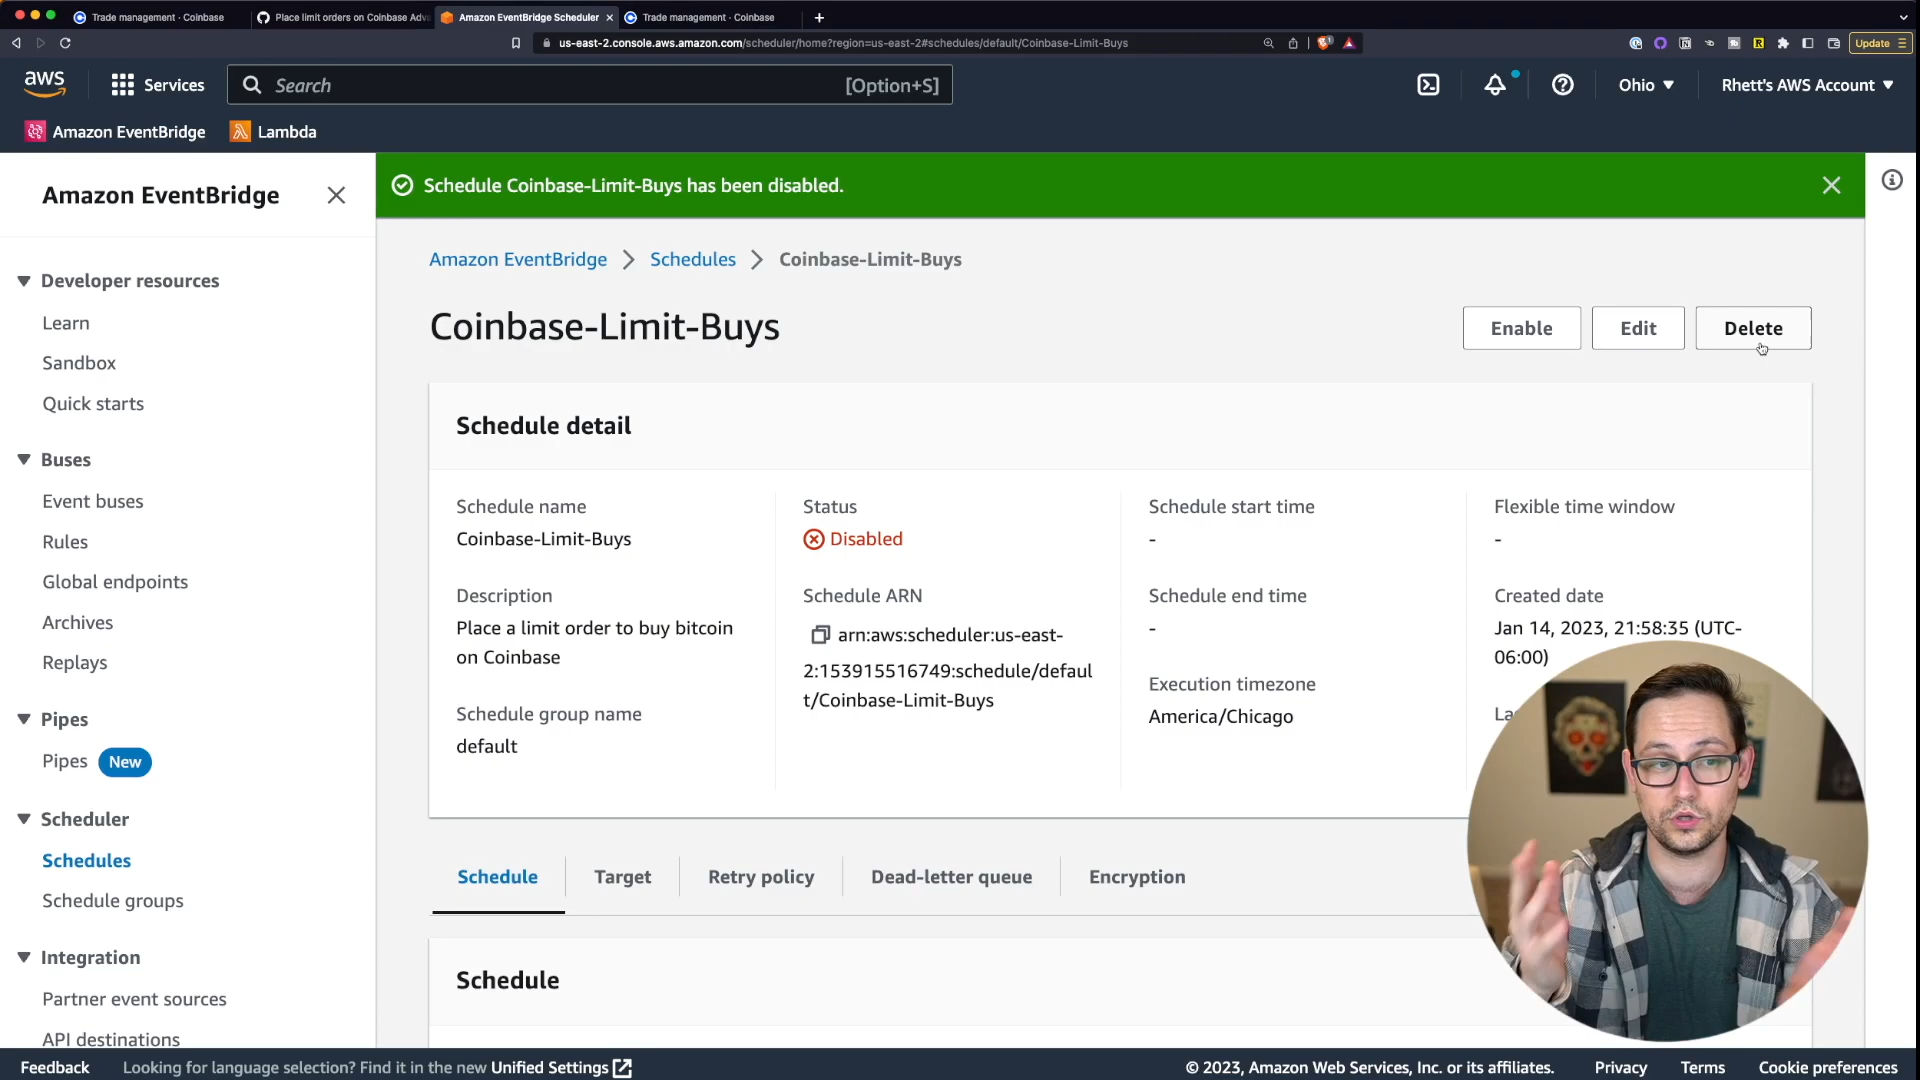 Trade management · Coinbase
Place limit orders on Coinbase Adv
Amazon EventBridge Scheduler
Trade management · Coinbase
us-east-2.console.aws.amazon.com/scheduler/home?region=us-east-2#schedules/default/Coinbase-Limit-Buys
Update
aws
Services
Search
[Option+S]
Ohio
Rhett's AWS Account
Amazon EventBridge
Lambda
Amazon EventBridge
Developer resources
Learn
Sandbox
Quick starts
Buses
Event buses
Rules
Global endpoints
Archives
Replays
Pipes
Pipes New
Scheduler
Schedules
Schedule groups
Integration
Partner event sources
API destinations
Schedule Coinbase-Limit-Buys has been disabled.
Amazon EventBridge > Schedules > Coinbase-Limit-Buys
Coinbase-Limit-Buys
Enable
Edit
Delete
Schedule detail
Schedule name
Coinbase-Limit-Buys
Description
Place a limit order to buy bitcoin
on Coinbase
Schedule group name
default
Status
Disabled
Schedule ARN
arn:aws:scheduler:us-east-
2:153915516749:schedule/defaul
t/Coinbase-Limit-Buys
Schedule start time
-
Schedule end time
-
Execution timezone
America/Chicago
Flexible time window
-
Created date
Jan 14, 2023, 21:58:35 (UTC-
06:00)
La
Schedule
Target
Retry policy
Dead-letter queue
Encryption
Schedule
Feedback
Looking for language selection? Find it in the new Unified Settings
© 2023, Amazon Web Services, Inc. or its affiliates.
Privacy
Terms
Cookie preferences